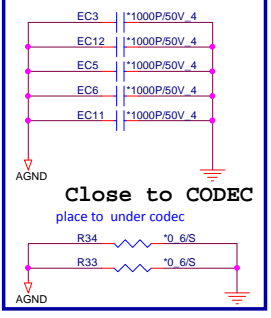 EC3 *1000P/50V_4
EC12 *1000P/50V_4
EC5 *1000P/50V_4
EC6 *1000P/50V_4
EC11 *1000P/50V_4
AGND
Close to CODEC
place to under codec
R34 *0_6/S
R33 *0_6/S
AGND